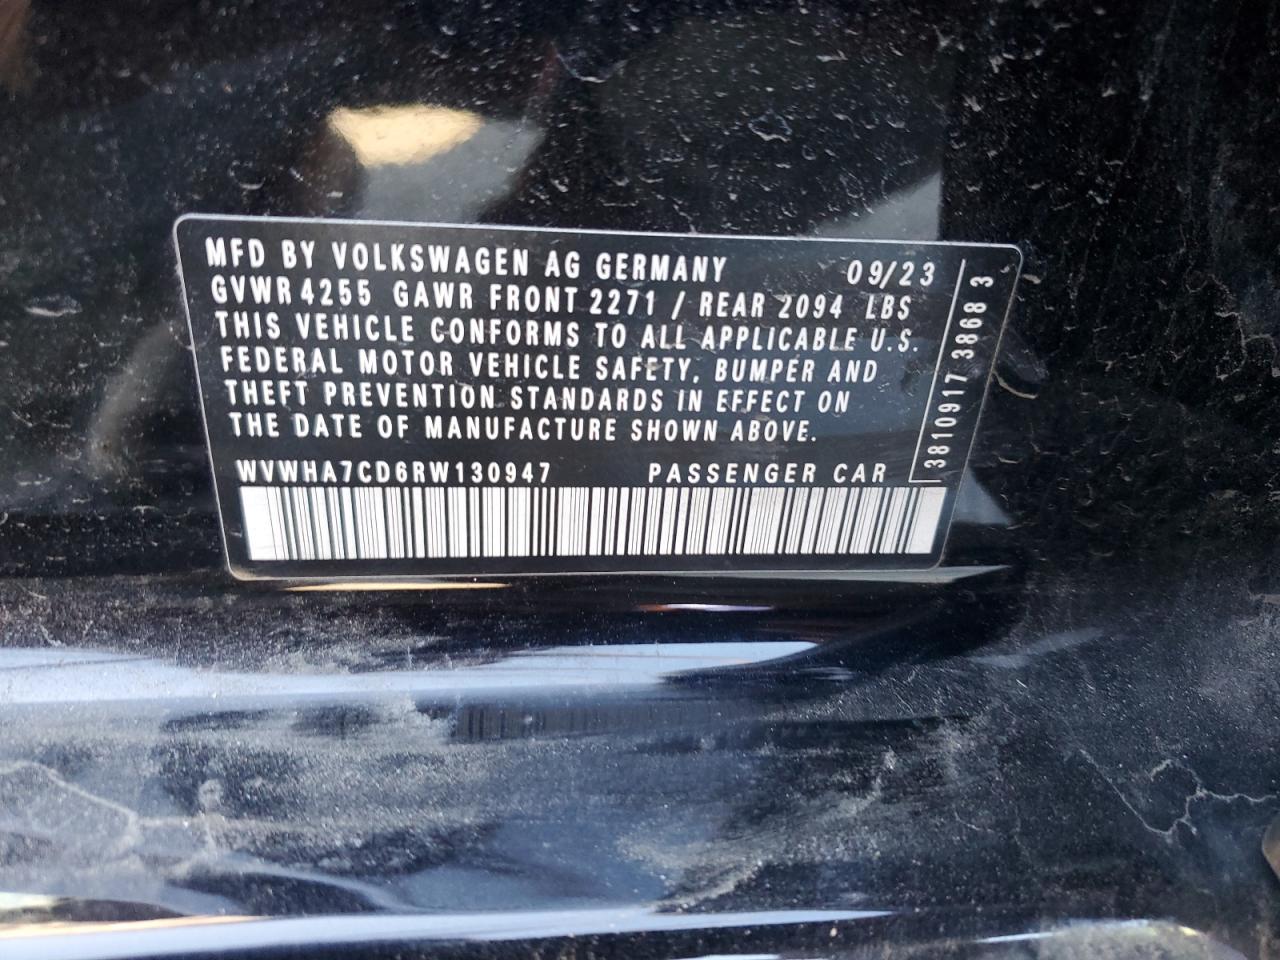 MFD BY VOLKSWAGEN AG GERMANY 09/23
GVWR 4255 GAWR FRONT 2271 / REAR 2094 LBS
THIS VEHICLE CONFORMS TO ALL APPLICABLE U.S.
FEDERAL MOTOR VEHICLE SAFETY, BUMPER AND
THEFT PREVENTION STANDARDS IN EFFECT ON
THE DATE OF MANUFACTURE SHOWN ABOVE.
WVWHA7CD6RW130947 PASSENGER CAR
3810917 3868 3